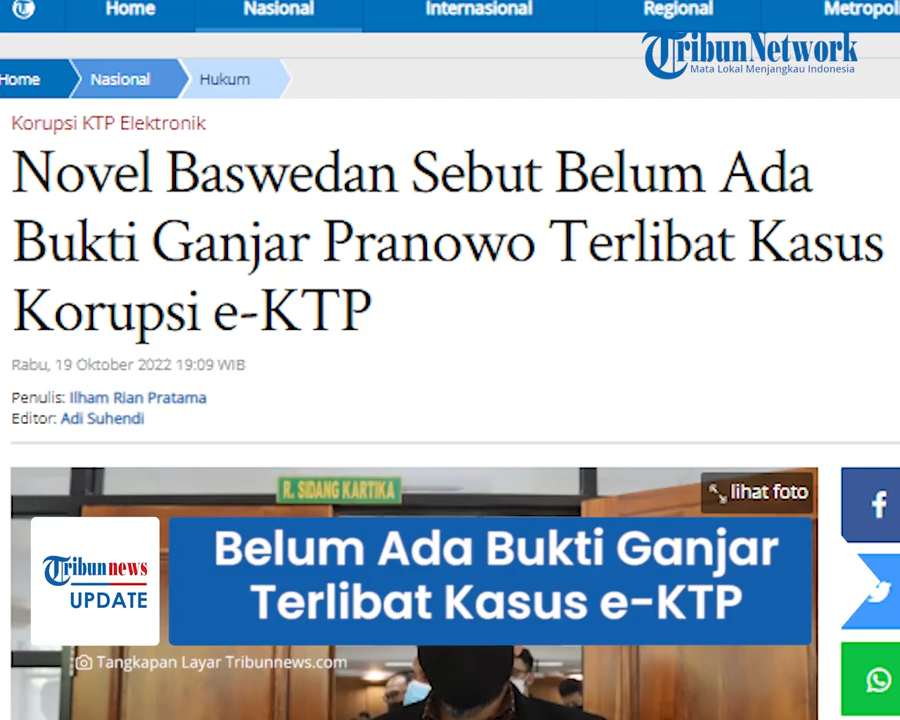 Home Nasional Internasional Regional
TribunNetwork
Mata Lokal Menjangkau Indonesia
Home Nasional Hukum
Korupsi KTP Elektronik
Novel Baswedan Sebut Belum Ada
Bukti Ganjar Pranowo Terlibat Kasus
Korupsi e-KTP
Rabu, 19 Oktober 2022 19:09 WIB
Penulis: Ilham Rian Pratama
Editor: Adi Suhendi
R. SIDANG KARTIKA
lihat foto
Tribunnews
UPDATE
Belum Ada Bukti Ganjar
Terlibat Kasus e-KTP
Tangkapan Layar Tribunnews.com